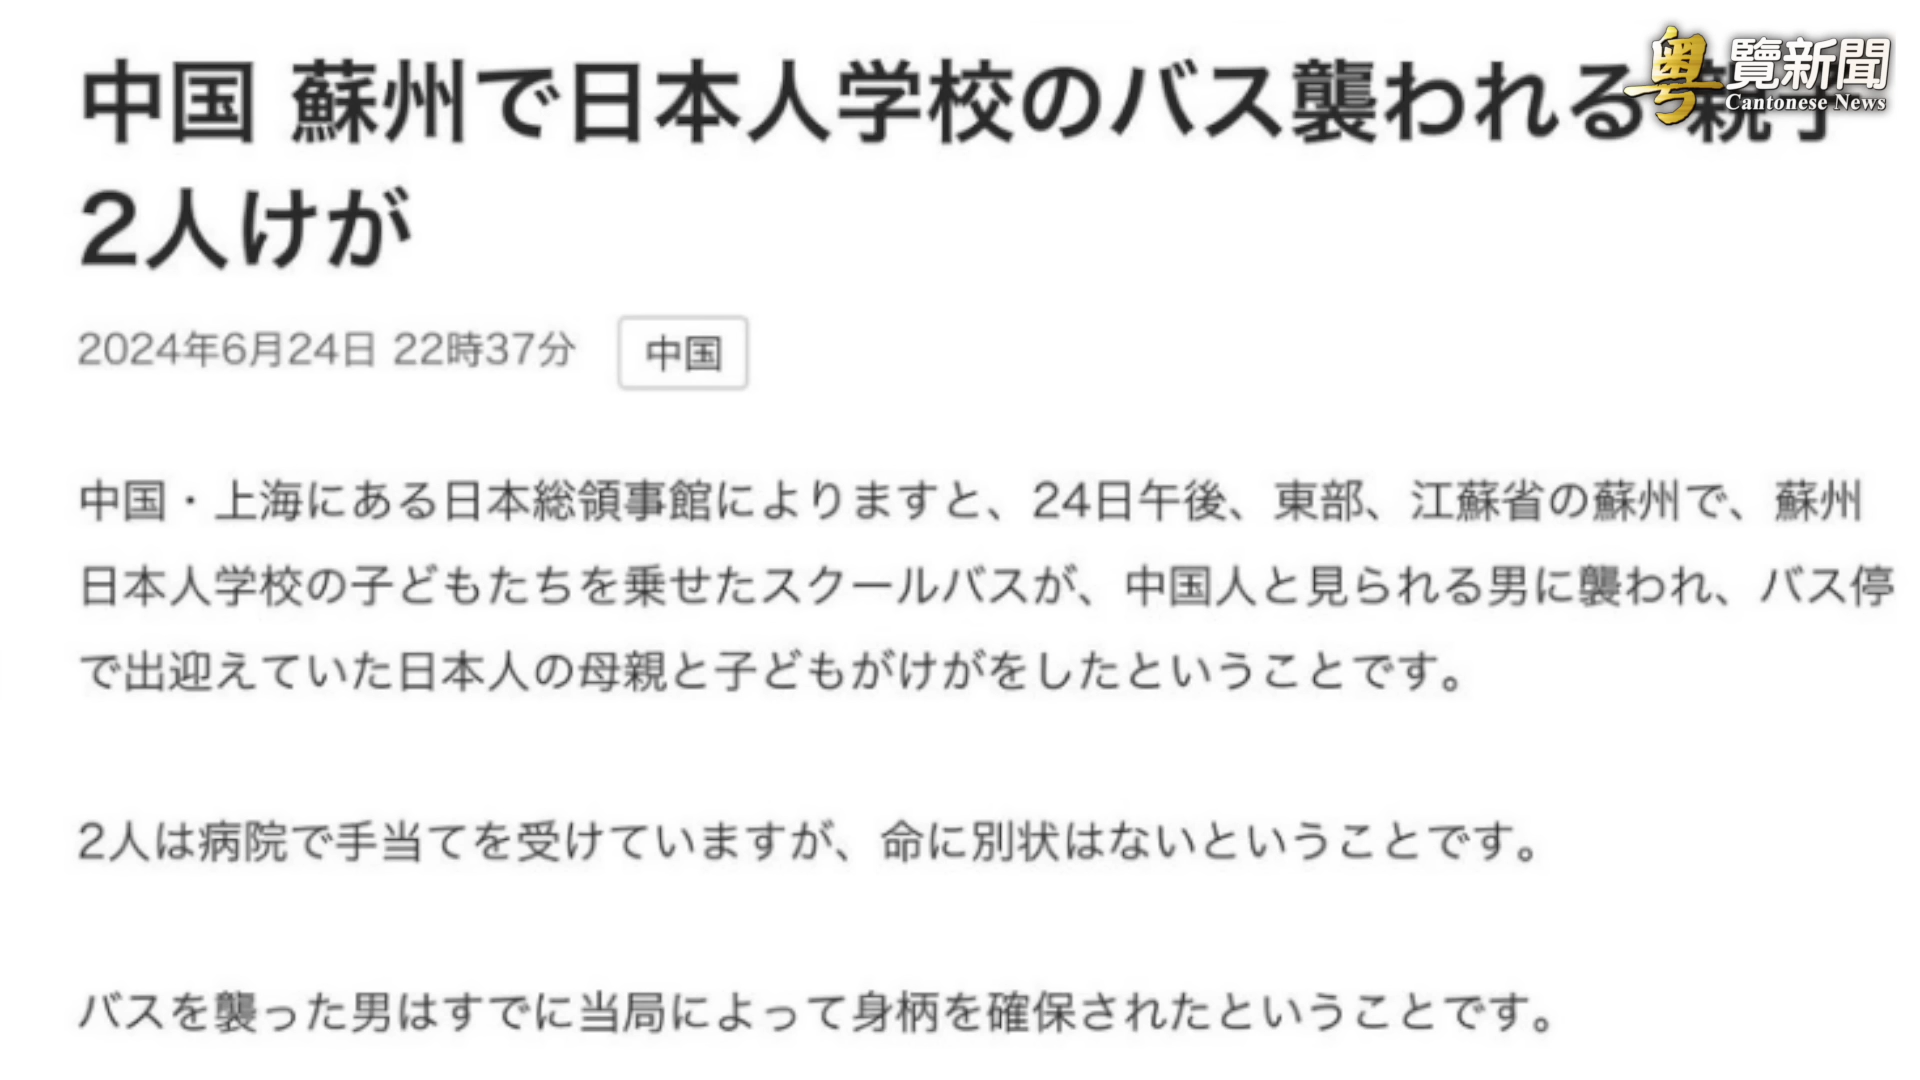 中国 蘇州で日本人学校のバス襲われる 親子
2人けが
粤覽新聞
Cantonese News
2024年6月24日 22時37分
中国
中国・上海にある日本総領事館によりますと、24日午後、東部、江蘇省の蘇州で、蘇州
日本人学校の子どもたちを乗せたスクールバスが、中国人と見られる男に襲われ、バス停
で出迎えていた日本人の母親と子どもがけがをしたということです。
2人は病院で手当てを受けていますが、命に別状はないということです。
バスを襲った男はすでに当局によって身柄を確保されたということです。